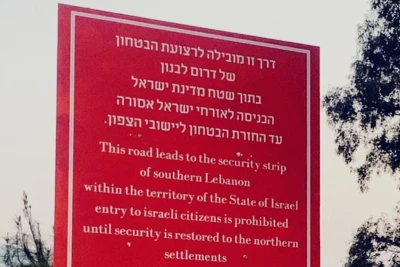 דרך זו מובילה לרצועת הבטחון
של דרום לבנון
בתוך שטח מדינת ישראל
הכניסה לאזרחי ישראל אסורה
עד החזרת הבטחון ליישובי הצפון.
This road leads to the security strip
of southern Lebanon
within the territory of the State of Israel
entry to israeli citizens is prohibited
until security is restored to the northern
settlements